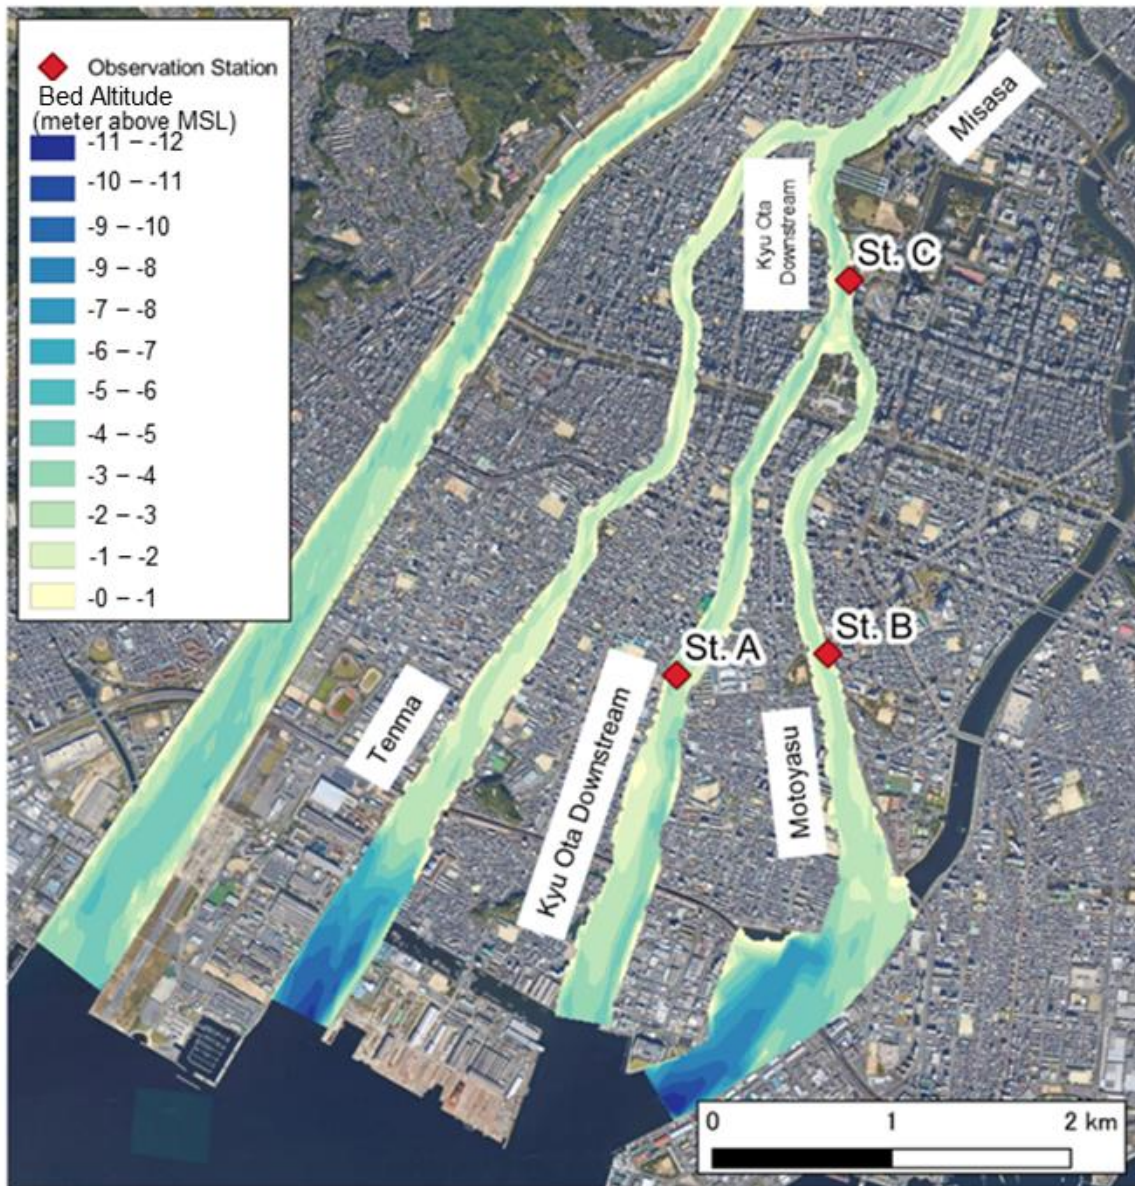 Observation Station
Bed Altitude
(meter above MSL)
-11 – -12
-10 – -11
-9 – -10
-9 – -8
-7 – -8
-6 – -7
-5 – -6
-4 – -5
-3 – -4
-2 – -3
-1 – -2
-0 – -1
Misasa
Kyu Ota
Downstream
St. C
St. A
St. B
Tenma
Kyu Ota Downstream
Motoyasu
0 1 2 km